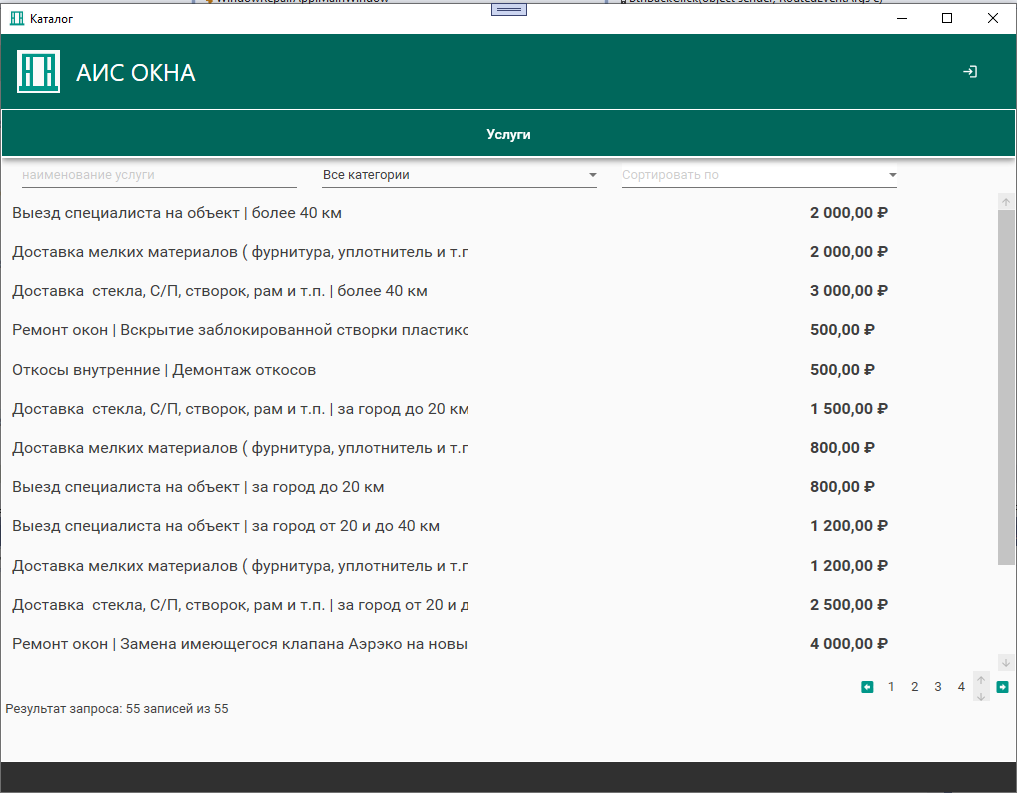 Каталог
АИС ОКНА
Услуги
наименование услуги
Все категории
Сортировать по
Выезд специалиста на объект | более 40 км 2 000,00 ₽
Доставка мелких материалов ( фурнитура, уплотнитель и т.п 2 000,00 ₽
Доставка  стекла, С/П, створок, рам и т.п. | более 40 км 3 000,00 ₽
Ремонт окон | Вскрытие заблокированной створки пластикс 500,00 ₽
Откосы внутренние | Демонтаж откосов 500,00 ₽
Доставка  стекла, С/П, створок, рам и т.п. | за город до 20 км 1 500,00 ₽
Доставка мелких материалов ( фурнитура, уплотнитель и т.п 800,00 ₽
Выезд специалиста на объект | за город до 20 км 800,00 ₽
Выезд специалиста на объект | за город от 20 и до 40 км 1 200,00 ₽
Доставка мелких материалов ( фурнитура, уплотнитель и т.п 1 200,00 ₽
Доставка  стекла, С/П, створок, рам и т.п. | за город от 20 и д 2 500,00 ₽
Ремонт окон | Замена имеющегося клапана Аэрэко на новы 4 000,00 ₽
1 2 3 4
Результат запроса: 55 записей из 55